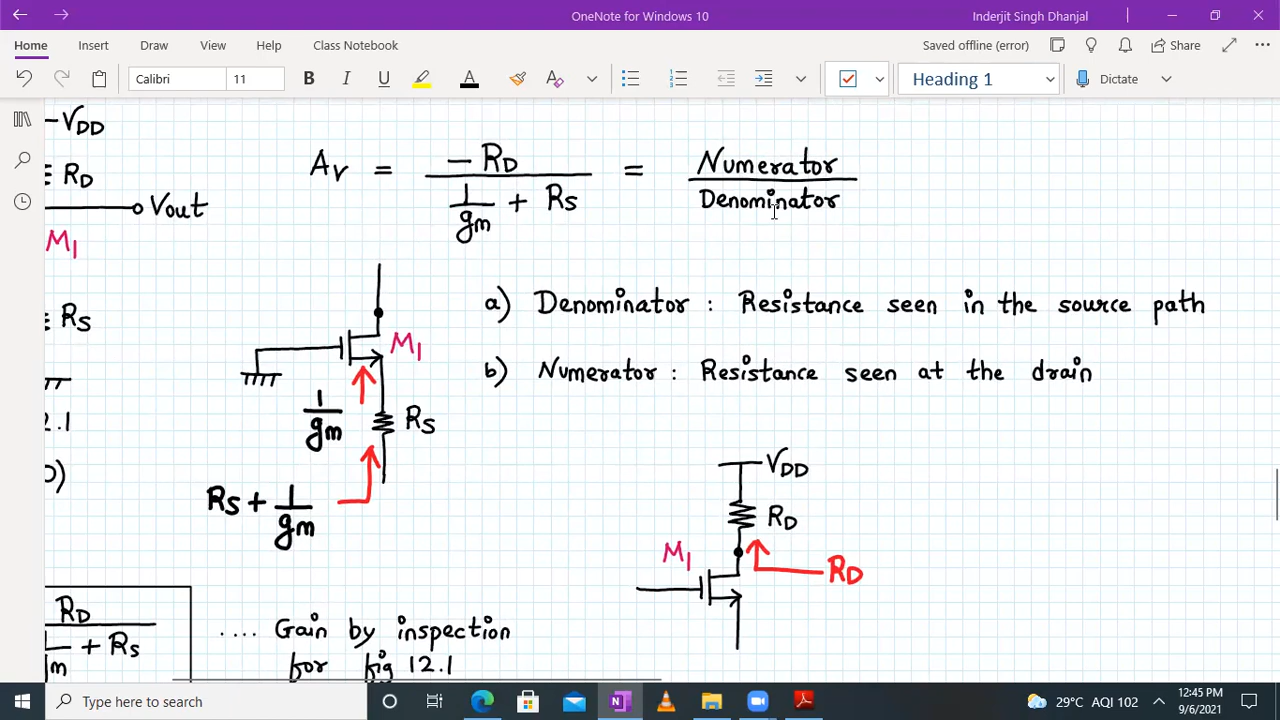 OneNote for Windows 10
Inderjit Singh Dhanjal
Home Insert Draw View Help Class Notebook
Saved offline (error) Share
Calibri 11 B I U A Heading 1 Dictate
VDD
RD
Vout
M1
RS
2.1
0)
AV = -RD / (1/gm + RS) = Numerator / Denominator
M1
1/gm
RS
RS + 1/gm
a) Denominator : Resistance seen in the source path
b) Numerator : Resistance seen at the drain
VDD
RD
M1
RD
RD
/gm + RS
.... Gain by inspection
for fig 12.1
Type here to search
29°C AQI 102
12:45 PM
9/6/2021